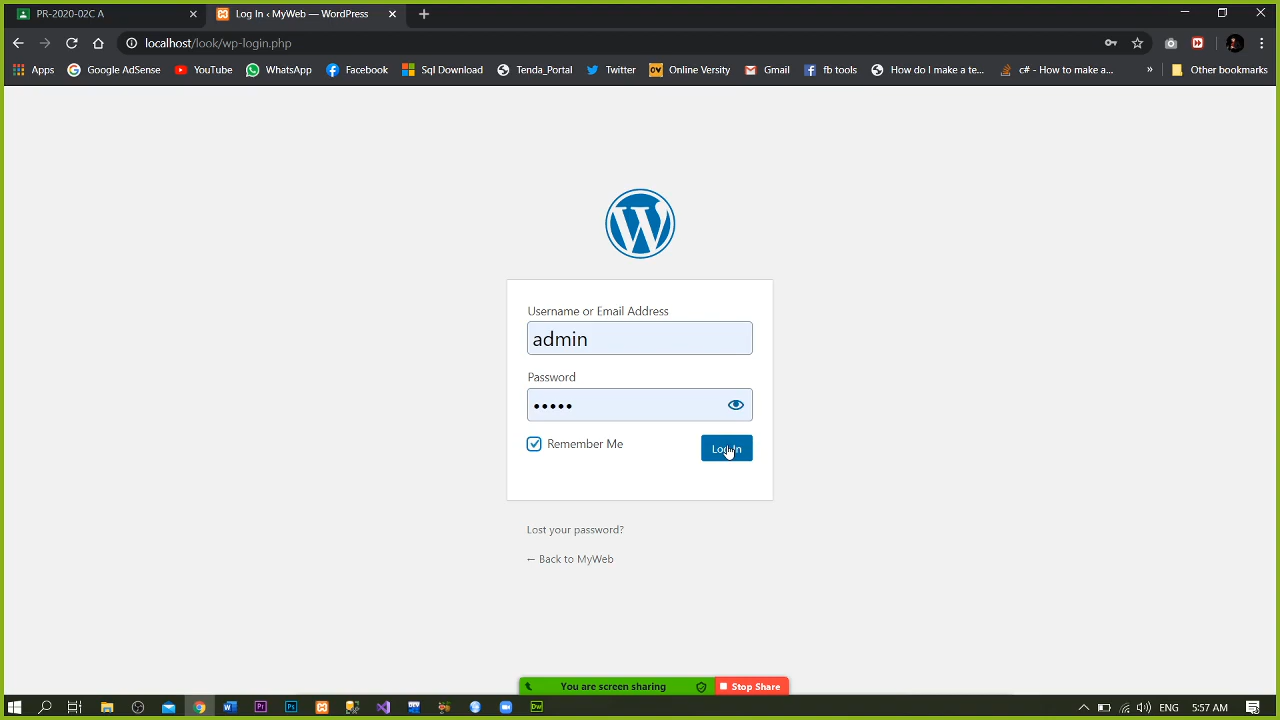 PR-2020-02C A
Log In ‹ MyWeb — WordPress
localhost/look/wp-login.php
Apps
Google AdSense
YouTube
WhatsApp
Facebook
Sql Download
Tenda_Portal
Twitter
OV
Online Versity
Gmail
fb tools
How do I make a te...
c# - How to make a...
»
Other bookmarks
Username or Email Address
admin
Password
•••••
Remember Me
Log In
Lost your password?
← Back to MyWeb
You are screen sharing
Stop Share
ENG
5:57 AM